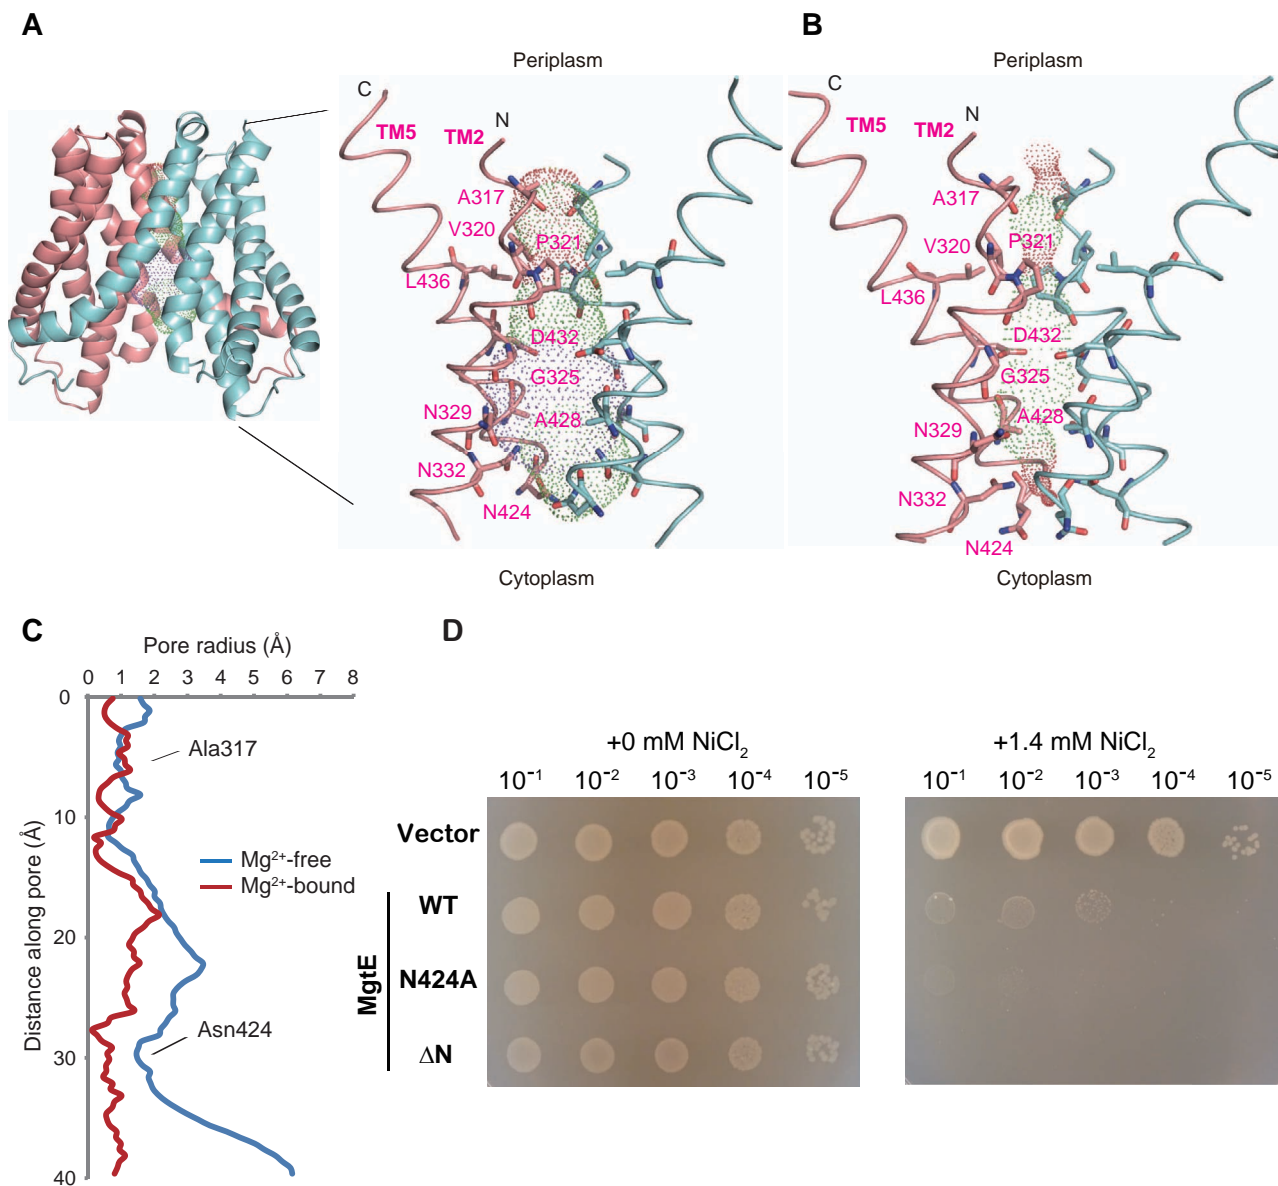 A
B
Periplasm
Periplasm
C
N
TM5
TM2
A317
V320
P321
L436
D432
G325
N329
A428
N332
N424
Cytoplasm
C
N
TM5
TM2
A317
V320
P321
L436
D432
G325
N329
A428
N332
N424
Cytoplasm
C
Pore radius (Å)
0 1 2 3 4 5 6 7 8
Distance along pore (Å)
0
10
20
30
40
Ala317
Mg²⁺-free
Mg²⁺-bound
Asn424
D
+0 mM NiCl₂
+1.4 mM NiCl₂
10⁻¹ 10⁻² 10⁻³ 10⁻⁴ 10⁻⁵
10⁻¹ 10⁻² 10⁻³ 10⁻⁴ 10⁻⁵
Vector
MgtE
WT
N424A
ΔN